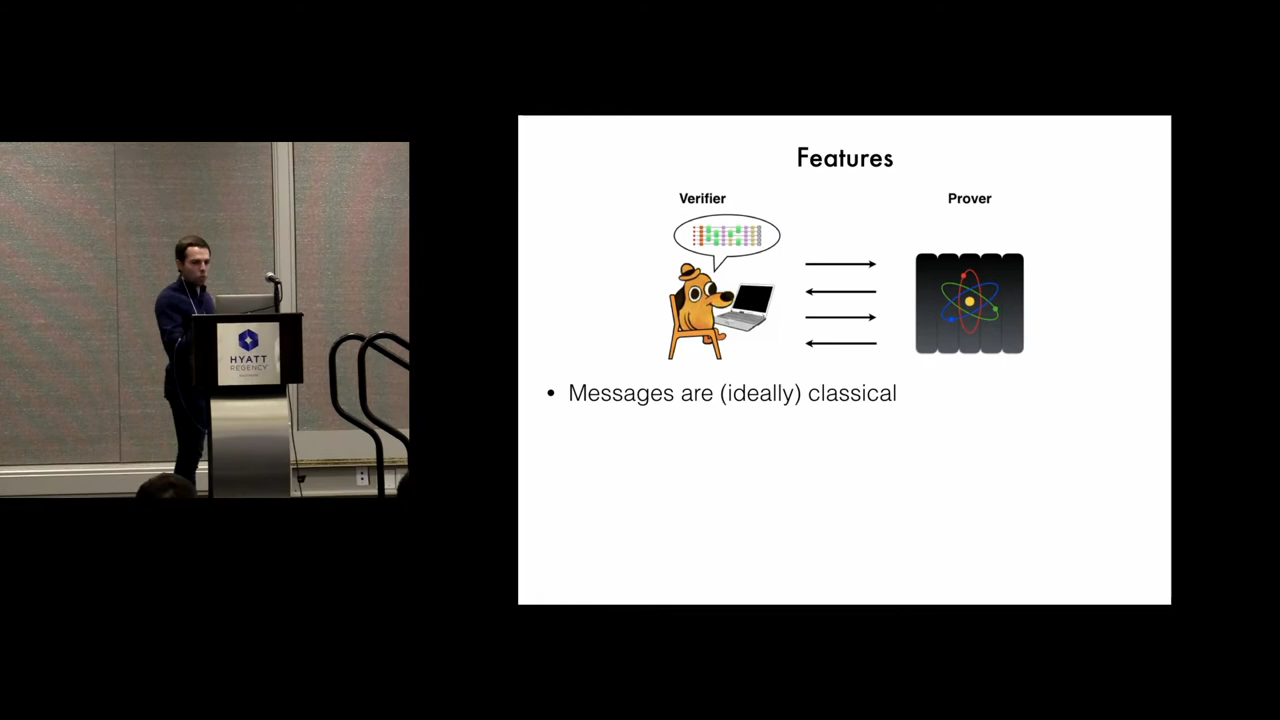 Features
Verifier
Prover
• Messages are (ideally) classical
HYATT
REGENCY